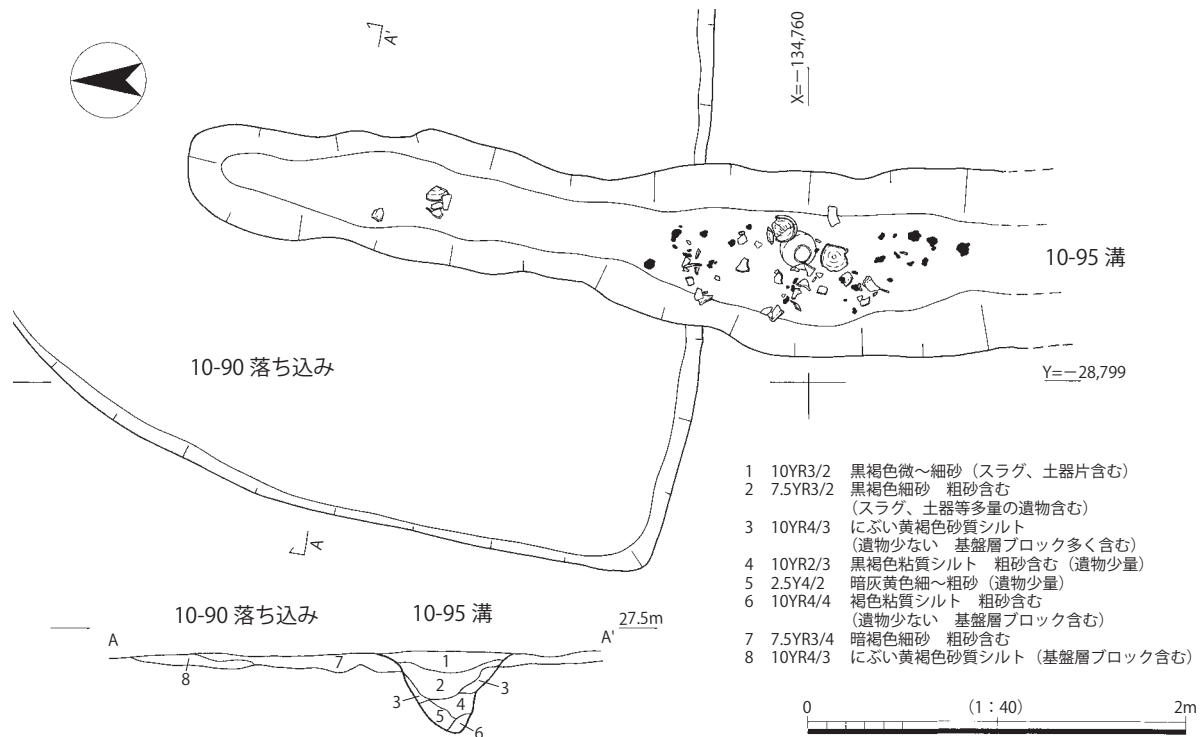 A'
X=－134,760
10-95 溝
10-90 落ち込み
Y=－28,799
A
1 10YR3/2 黒褐色微～細砂（スラグ、土器片含む）
2 7.5YR3/2 黒褐色細砂　粗砂含む
（スラグ、土器等多量の遺物含む）
3 10YR4/3 にぶい黄褐色砂質シルト
（遺物少ない　基盤層ブロック多く含む）
4 10YR2/3 黒褐色粘質シルト　粗砂含む（遺物少量）
5 2.5Y4/2 暗灰黄色細～粗砂（遺物少量）
6 10YR4/4 褐色粘質シルト　粗砂含む
（遺物少ない　基盤層ブロック含む）
7 7.5YR3/4 暗褐色細砂　粗砂含む
8 10YR4/3 にぶい黄褐色砂質シルト（基盤層ブロック含む）
10-90 落ち込み
10-95 溝
27.5m
A
A'
8
7
1
2
3
3
4
5
6
0
（1：40）
2m